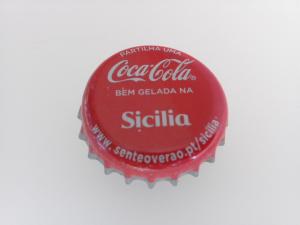 PARTILHA UMA
Coca-Cola®
BEM GELADA NA
Sicilia
www.senteoverao.pt/sicilia